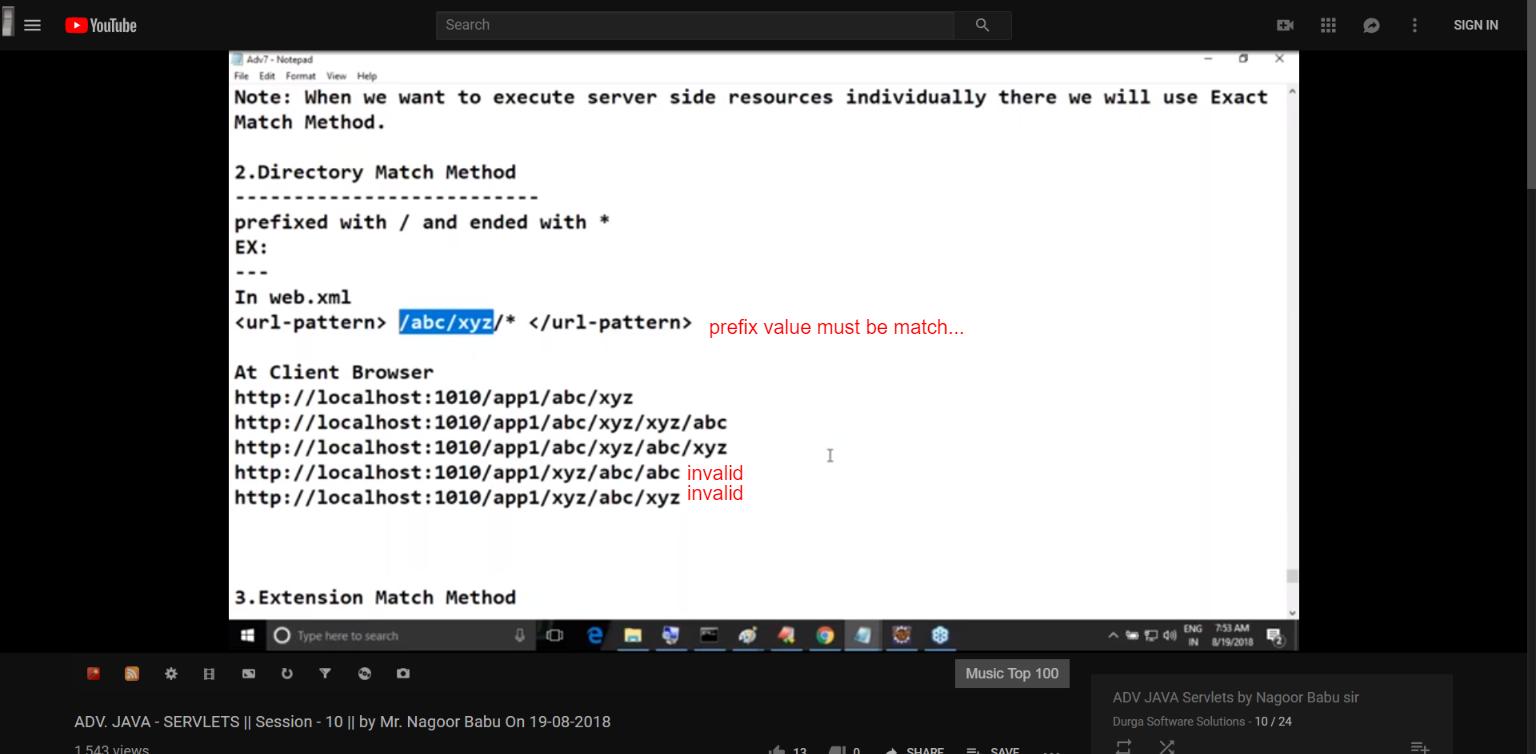 YouTube
Search
SIGN IN
Adv7 - Notepad
File Edit Format View Help
Note: When we want to execute server side resources individually there we will use Exact
Match Method.
2.Directory Match Method
--------------------------
prefixed with / and ended with *
EX:
---
In web.xml
<url-pattern> /abc/xyz/* </url-pattern> prefix value must be match...
At Client Browser
http://localhost:1010/app1/abc/xyz
http://localhost:1010/app1/abc/xyz/xyz/abc
http://localhost:1010/app1/abc/xyz/abc/xyz
http://localhost:1010/app1/xyz/abc/abc invalid
http://localhost:1010/app1/xyz/abc/xyz invalid
3.Extension Match Method
Type here to search
ENG
IN
7:53 AM
8/19/2018
2
Music Top 100
ADV. JAVA - SERVLETS || Session - 10 || by Mr. Nagoor Babu On 19-08-2018
1,543 views
13 0 SHARE SAVE
ADV JAVA Servlets by Nagoor Babu sir
Durga Software Solutions - 10 / 24